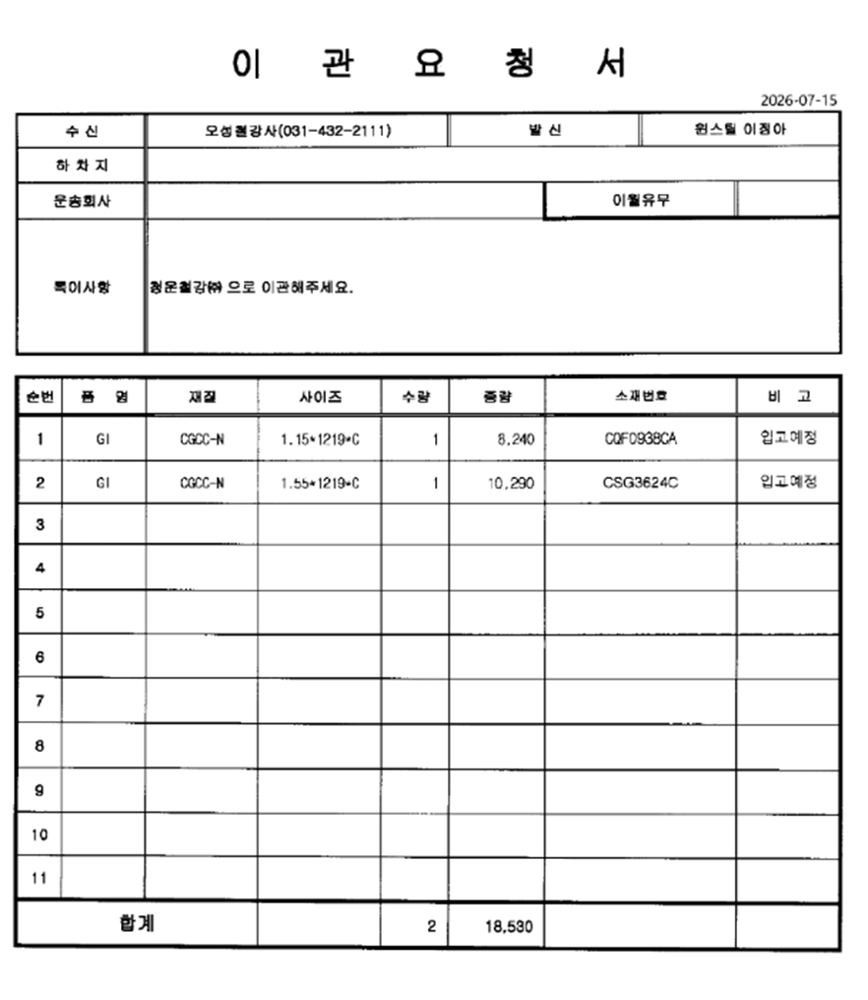 이 관 요 청 서
2026-07-15
수 신 모성철강사(031-432-2111) 발 신 윈스틸 이정아
하 차 지
운송회사 이월유무
특이사항 청운철강㈜ 으로 이관해주세요.
순번 품 명 재질 사이즈 수량 중량 소재번호 비 고
1 GI CGCC-N 1.15*1219*C 1 8,240 CQF0938CA 입고예정
2 GI CGCC-N 1.55*1219*C 1 10,290 CSG3624C 입고예정
3
4
5
6
7
8
9
10
11
합계 2 18,530